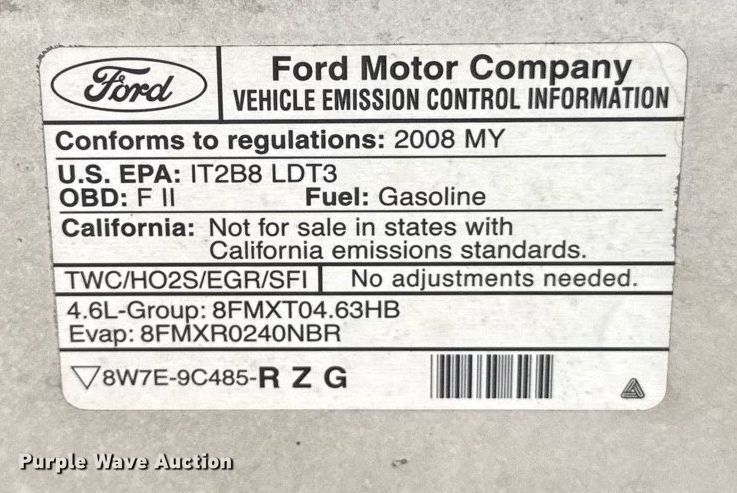 Ford
Ford Motor Company
VEHICLE EMISSION CONTROL INFORMATION
Conforms to regulations: 2008 MY
U.S. EPA: IT2B8 LDT3
OBD: F II Fuel: Gasoline
California: Not for sale in states with
California emissions standards.
TWC/HO2S/EGR/SFI No adjustments needed.
4.6L-Group: 8FMXT04.63HB
Evap: 8FMXR0240NBR
▽8W7E-9C485-R Z G
Purple Wave Auction